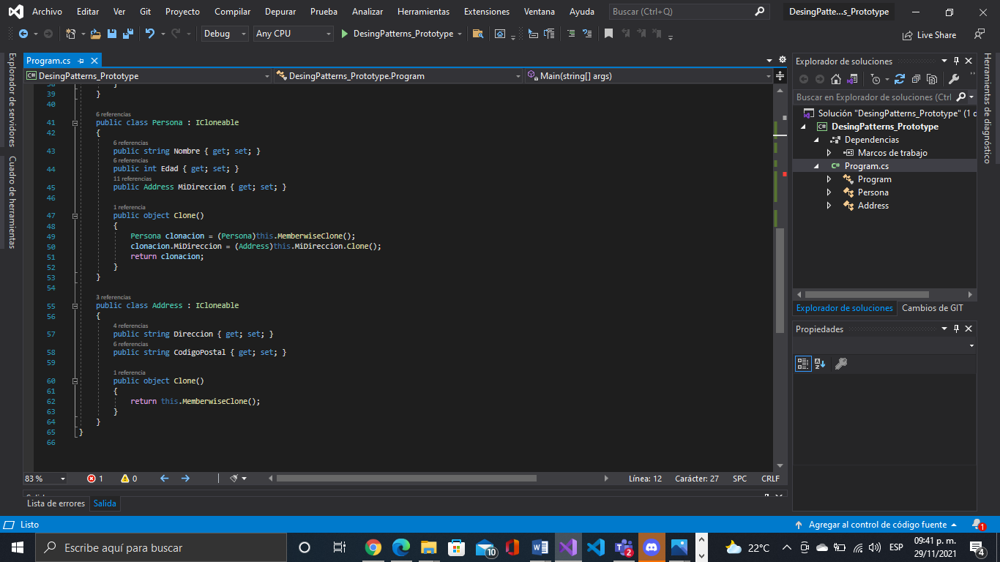 Archivo Editar Ver Git Proyecto Compilar Depurar Prueba Analizar Herramientas Extensiones Ventana Ayuda Buscar (Ctrl+Q) DesingPatte...s_Prototype
Debug Any CPU DesingPatterns_Prototype Live Share
Explorador de servidores
Cuadro de herramientas
Program.cs
DesingPatterns_Prototype DesingPatterns_Prototype.Program Main(string[] args)
38 }
39 }
40
6 referencias
41 public class Persona : ICloneable
42 {
6 referencias
43 public string Nombre { get; set; }
6 referencias
44 public int Edad { get; set; }
11 referencias
45 public Address MiDireccion { get; set; }
46
1 referencia
47 public object Clone()
48 {
49 Persona clonacion = (Persona)this.MemberwiseClone();
50 clonacion.MiDireccion = (Address)this.MiDireccion.Clone();
51 return clonacion;
52 }
53 }
54
3 referencias
55 public class Address : ICloneable
56 {
4 referencias
57 public string Direccion { get; set; }
6 referencias
58 public string CodigoPostal { get; set; }
59
1 referencia
60 public object Clone()
61 {
62 return this.MemberwiseClone();
63 }
64 }
65 }
66
83 % 1 0 Línea: 12 Carácter: 27 SPC CRLF
Lista de errores Salida
Explorador de soluciones
Buscar en Explorador de soluciones (Ctrl
Solución "DesingPatterns_Prototype" (1 d
DesingPatterns_Prototype
Dependencias
Marcos de trabajo
C# Program.cs
Program
Persona
Address
Explorador de soluciones Cambios de GIT
Propiedades
Herramientas de diagnóstico
Listo Agregar al control de código fuente 1
Escribe aquí para buscar 10 2 22°C ESP 09:41 p. m.
29/11/2021 4